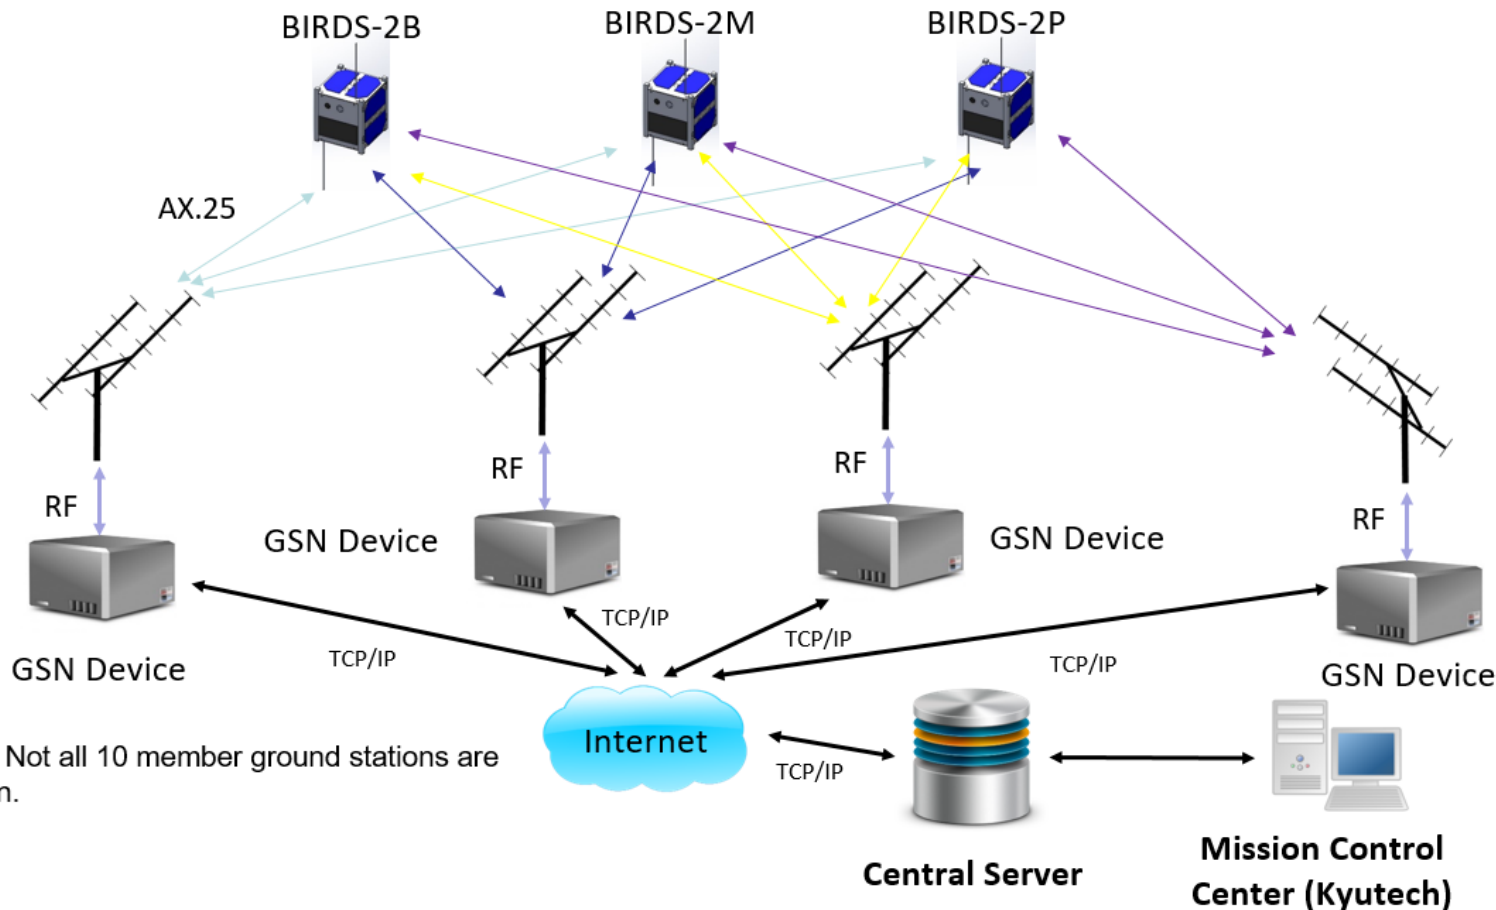 BIRDS-2B
BIRDS-2M
BIRDS-2P
AX.25
RF
RF
RF
RF
GSN Device
GSN Device
GSN Device
GSN Device
TCP/IP
TCP/IP
TCP/IP
TCP/IP
Internet
TCP/IP
Not all 10 member ground stations are
Central Server
Mission Control
Center (Kyutech)